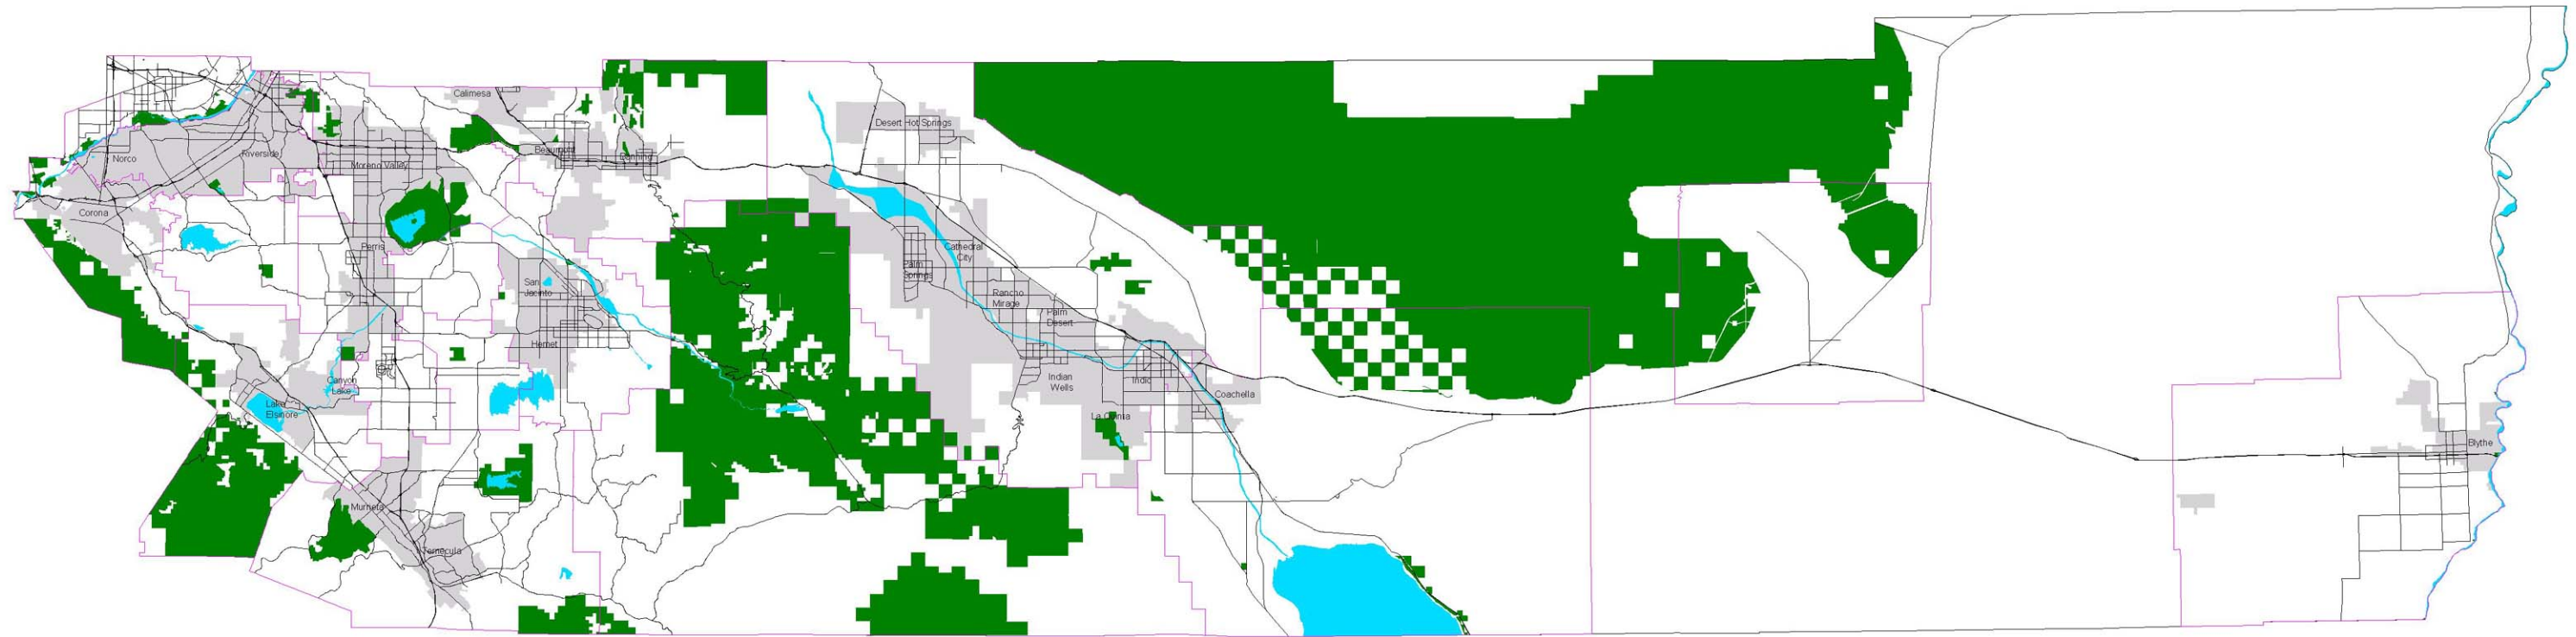 Calimesa
Desert Hot Springs
Norco
Riverside
Moreno Valley
Beaumont
Banning
Corona
Perris
Cathedral
City
Palm
Springs
San
Jacinto
Rancho
Mirage
Palm
Desert
Hemet
Canyon
Lake
Indian
Wells
Indio
Coachella
Lake
Elsinore
La Quinta
Blythe
Murrieta
Temecula